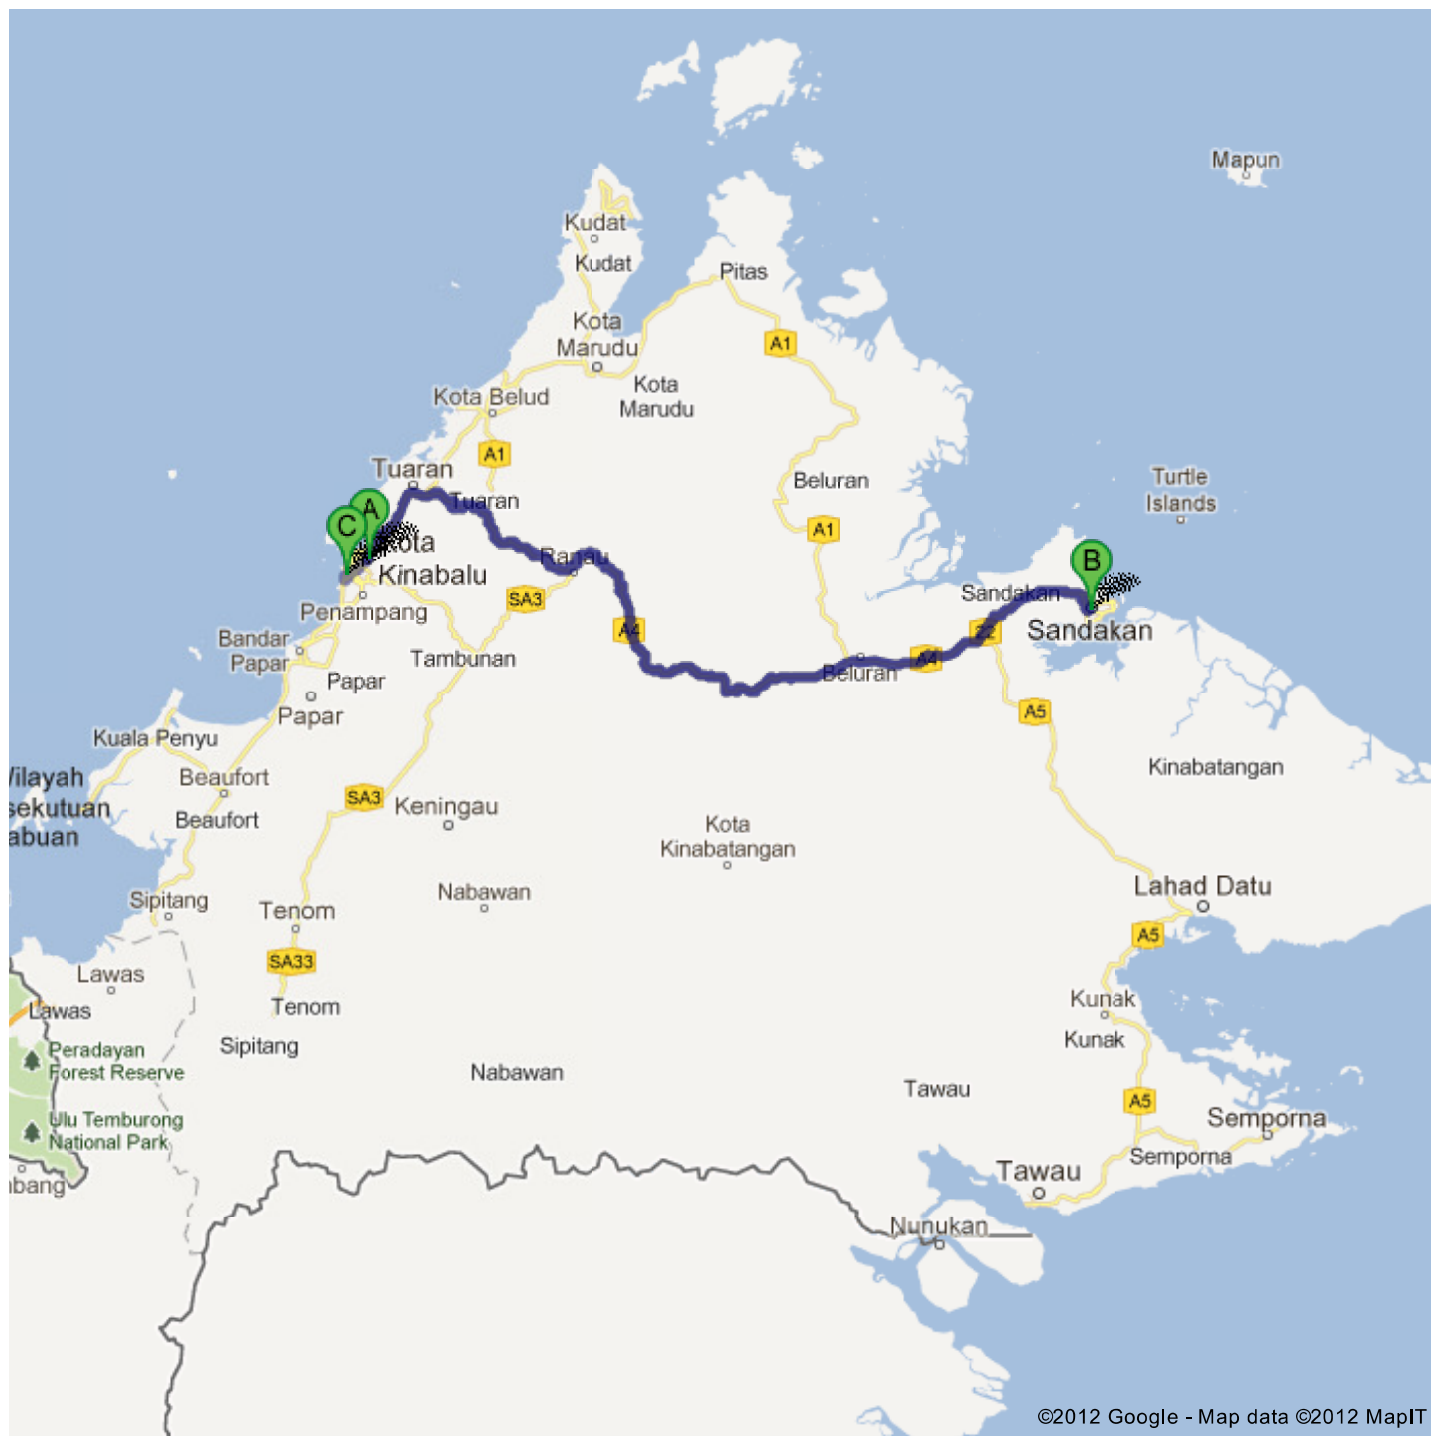 Mapun
Kudat
Kudat
Pitas
Kota
Marudu
A1
Kota
Marudu
Kota Belud
A1
Tuaran
Beluran
Turtle
Islands
Tuaran
A
C
A1
Kota
Kinabalu
Ranau
B
SA3
Sandakan
Penampang
A4
22
Sandakan
Bandar
Papar
Tambunan
A4
Beluran
Papar
Papar
A5
Kuala Penyu
Kinabatangan
Wilayah
sekutuan
abuan
Beaufort
SA3
Keningau
Beaufort
Kota
Kinabatangan
Lahad Datu
Sipitang
Nabawan
Tenom
A5
SA33
Lawas
Kunak
Lawas
Tenom
Kunak
Sipitang
Peradayan
Forest Reserve
Nabawan
Tawau
A5
Ulu Temburong
National Park
Semporna
Semporna
Tawau
nbang
Nunukan
©2012 Google - Map data ©2012 MapIT